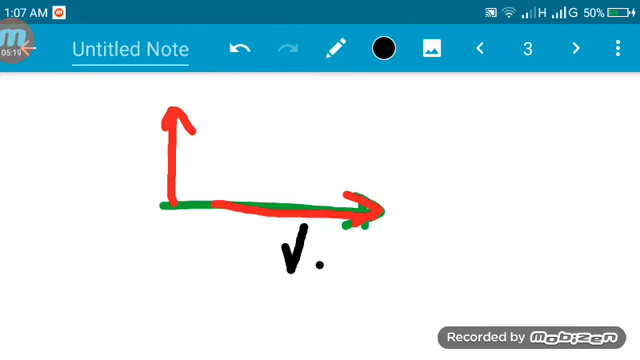 1:07 AM H G 50%
05:19
Untitled Note 3
V.
Recorded by mobizen